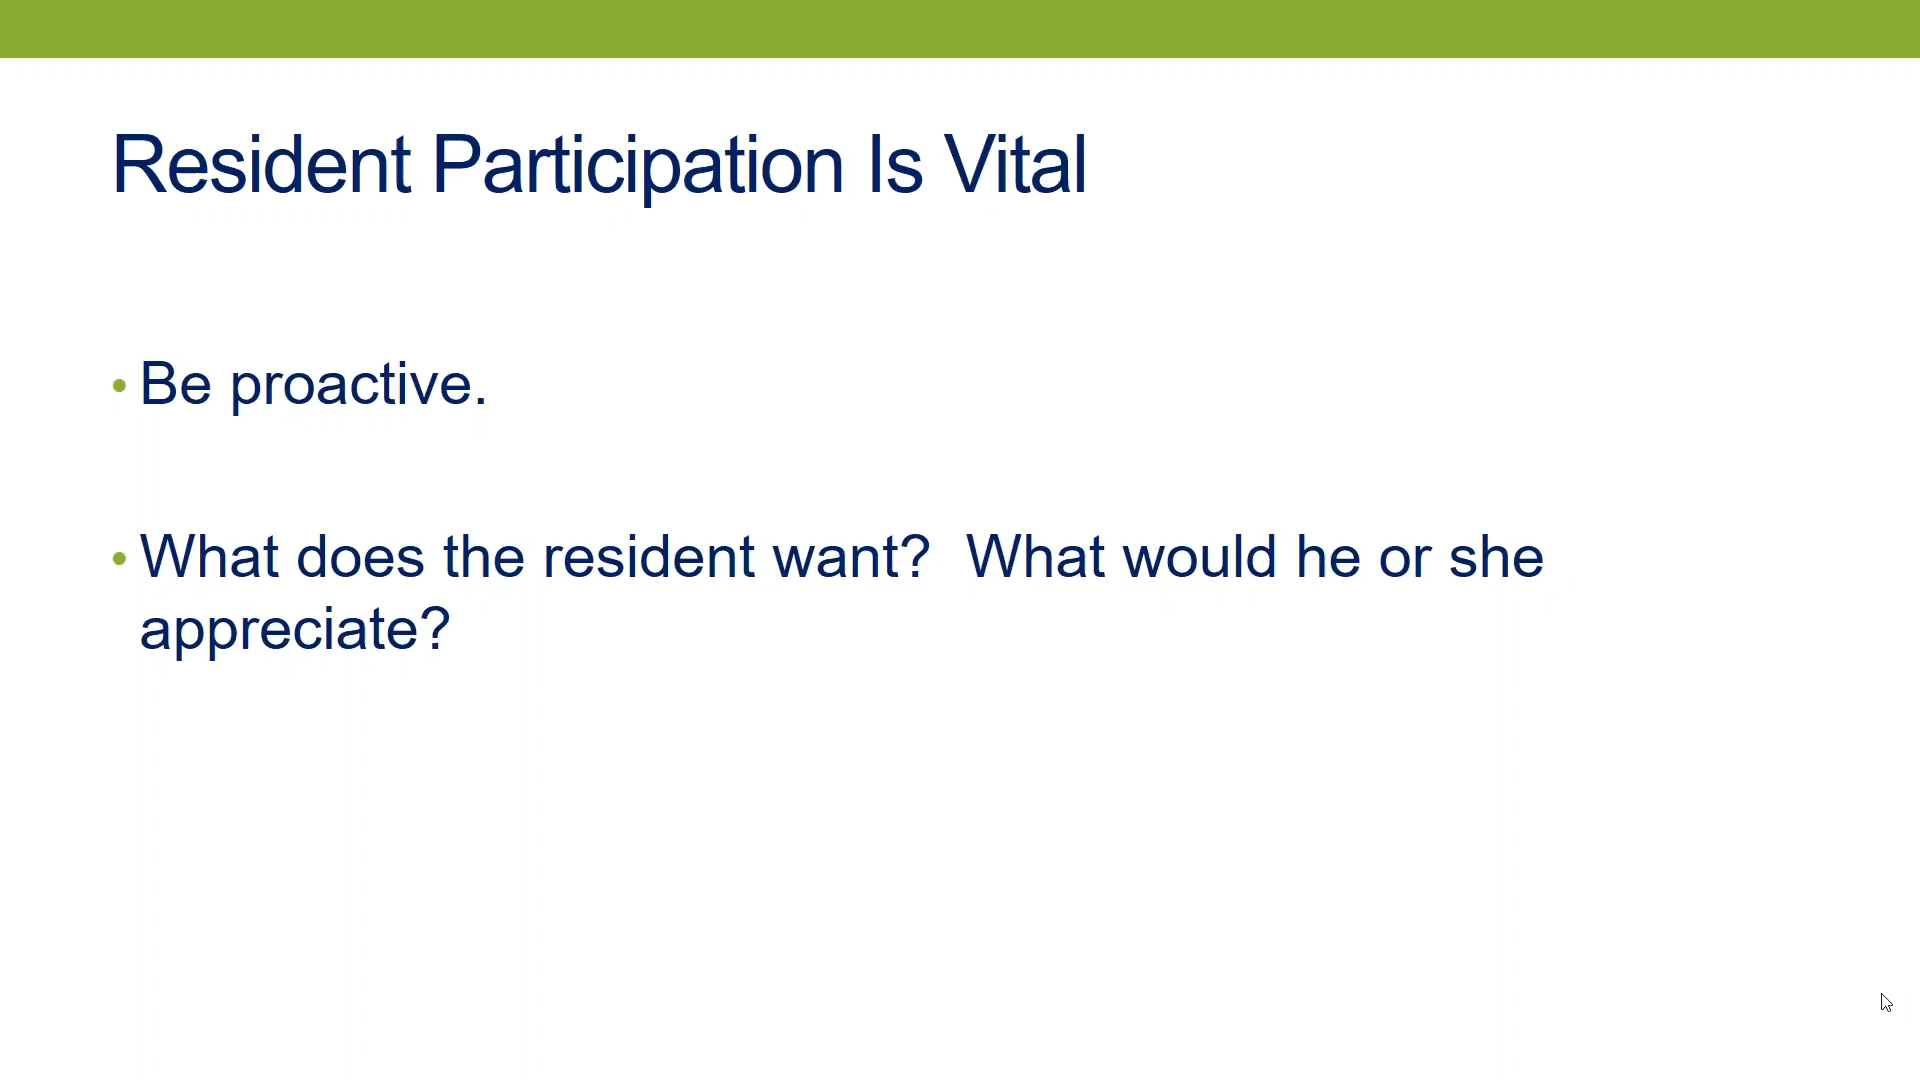 Resident Participation Is Vital
• Be proactive.
• What does the resident want?  What would he or she
appreciate?